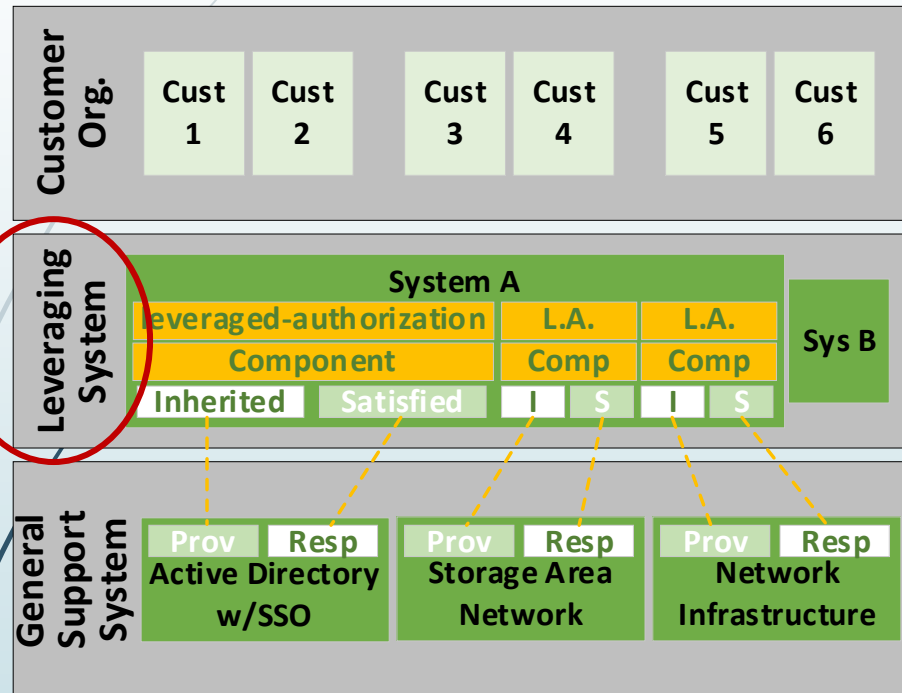 Customer
Org.
Cust
1
Cust
2
Cust
3
Cust
4
Cust
5
Cust
6
Leveraging
System
System A
leveraged-authorization
L.A.
L.A.
Component
Comp
Comp
Inherited
Satisfied
I
S
I
S
Sys B
General
Support
System
Prov
Resp
Active Directory
w/SSO
Prov
Resp
Storage Area
Network
Prov
Resp
Network
Infrastructure